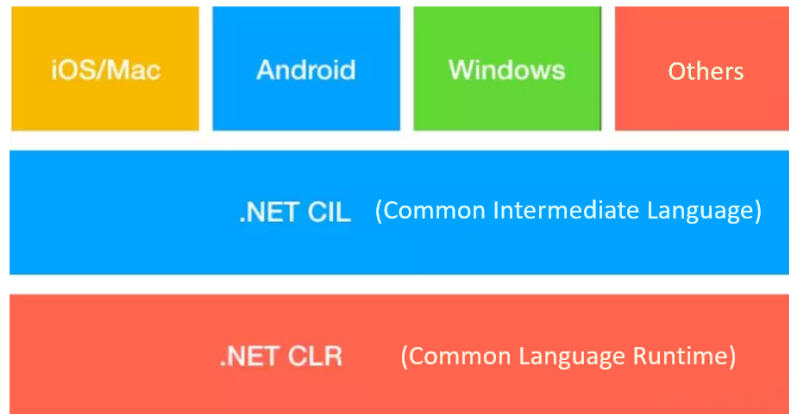 iOS/Mac Android Windows Others
.NET CIL (Common Intermediate Language)
.NET CLR (Common Language Runtime)